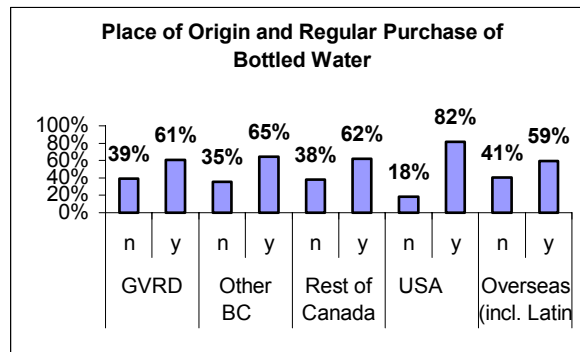 Place of Origin and Regular Purchase of
Bottled Water
100%
80%
60%
40%
20%
0%
39% 61% 35% 65% 38% 62% 18% 82% 41% 59%
n y n y n y n y n y
GVRD Other Rest of USA Overseas
BC Canada (incl. Latin